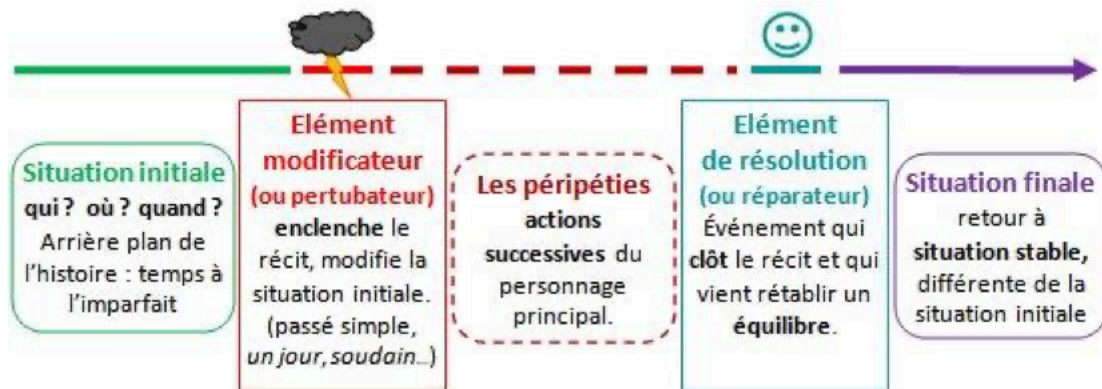 Situation initiale
qui ? où ? quand ?
Arrière plan de
l'histoire : temps à
l'imparfait
Elément
modificateur
(ou pertubateur)
enclenche le
récit, modifie la
situation initiale.
(passé simple,
un jour, soudain...)
Les péripéties
actions
successives du
personnage
principal.
Elément
de résolution
(ou réparateur)
Événement qui
clôt le récit et qui
vient rétablir un
équilibre.
Situation finale
retour à
situation stable,
différente de la
situation initiale